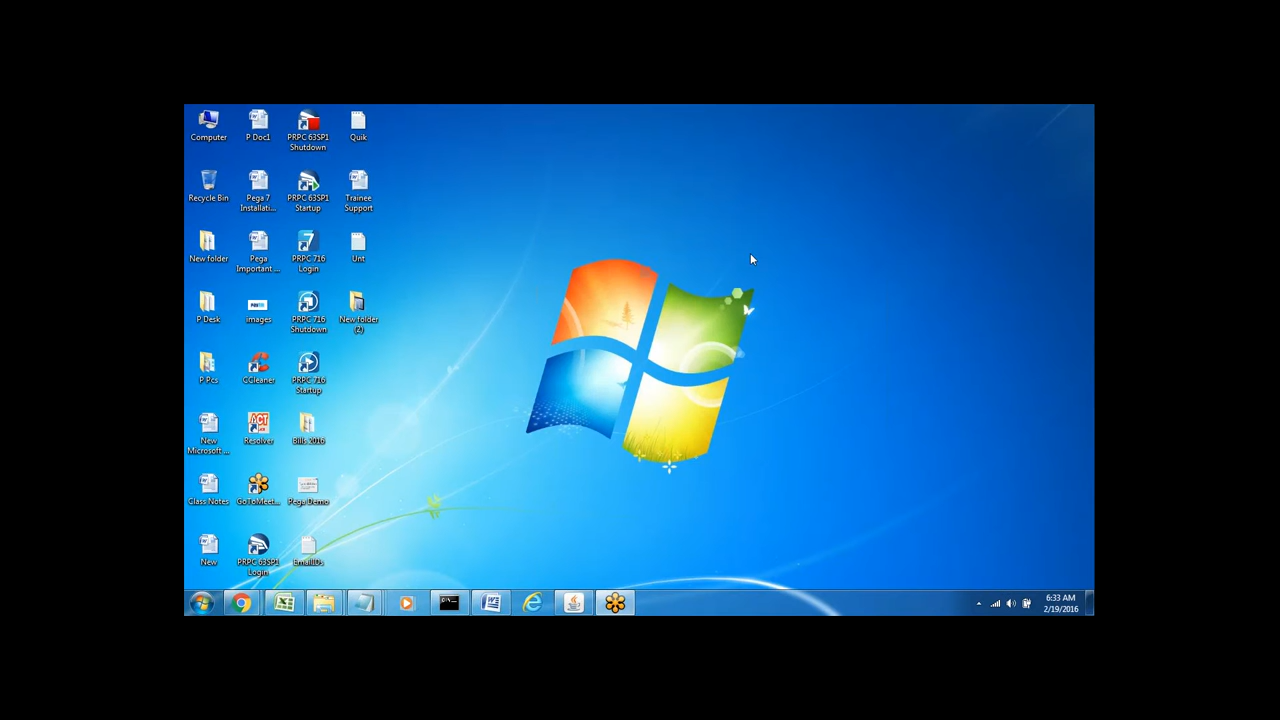 Computer
P Doc1
PRPC 63SP1
Shutdown
Quik
Recycle Bin
Pega 7
Installati...
PRPC 63SP1
Startup
Trainee
Support
New folder
Pega
Important ...
PRPC 716
Login
Unt
P Desk
images
PRPC 716
Shutdown
New folder
(2)
P Pcs
CCleaner
PRPC 716
Startup
New
Microsoft ...
Resolver
Bills 2016
Class Notes
GoToMeet...
Pega Demo
New
PRPC 63SP1
Login
EmailIDs
6:33 AM
2/19/2016